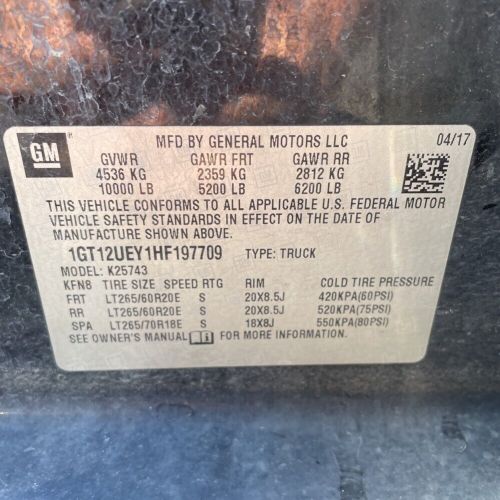 GM
MFD BY GENERAL MOTORS LLC 04/17
GVWR GAWR FRT GAWR RR
4536 KG 2359 KG 2812 KG
10000 LB 5200 LB 6200 LB
THIS VEHICLE CONFORMS TO ALL APPLICABLE U.S. FEDERAL MOTOR
VEHICLE SAFETY STANDARDS IN EFFECT ON THE DATE OF
MANUFACTURE SHOWN ABOVE.
1GT12UEY1HF197709 TYPE: TRUCK
MODEL: K25743
KFN8 TIRE SIZE SPEED RTG RIM COLD TIRE PRESSURE
FRT LT265/60R20E S 20X8.5J 420KPA(60PSI)
RR LT265/60R20E S 20X8.5J 520KPA(75PSI)
SPA LT265/70R18E S 18X8J 550KPA(80PSI)
SEE OWNER'S MANUAL FOR MORE INFORMATION.